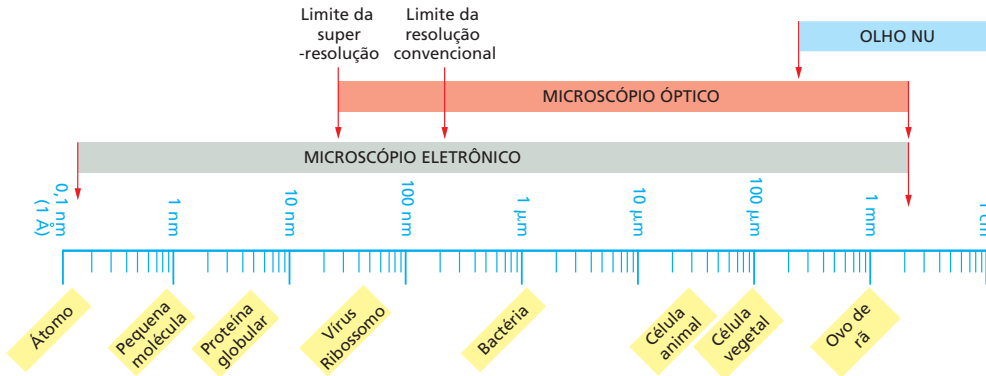 Limite da
super
-resolução
Limite da
resolução
convencional
OLHO NU
MICROSCÓPIO ÓPTICO
MICROSCÓPIO ELETRÔNICO
0,1 nm
(1 Å)
1 nm
10 nm
100 nm
1 μm
10 μm
100 μm
1 mm
1 cm
Átomo
Pequena
molécula
Proteína
globular
Vírus
Ribossomo
Bactéria
Célula
animal
Célula
vegetal
Ovo de
rã